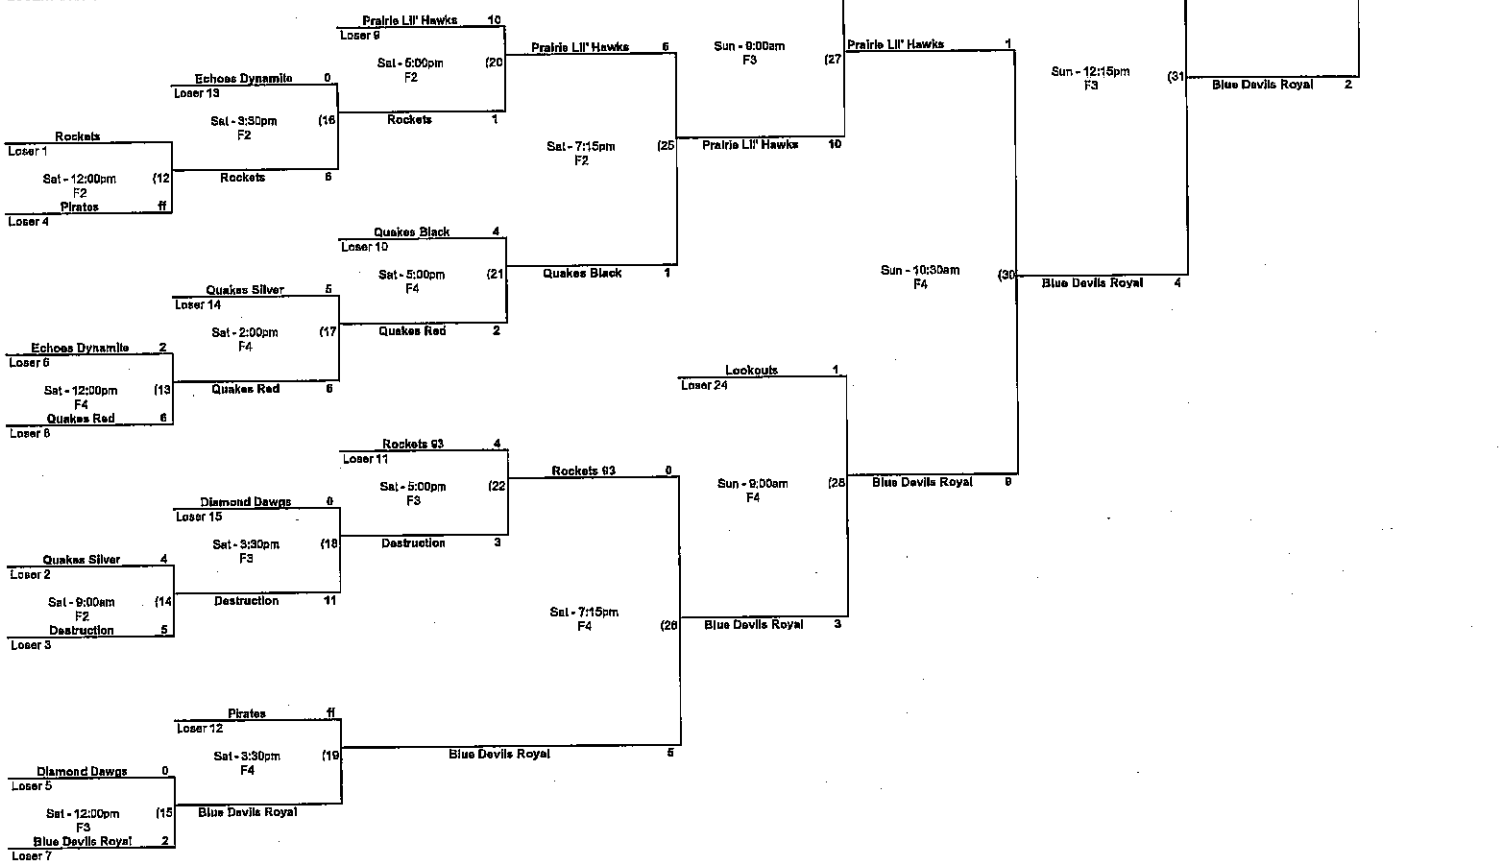 Prairie Lil' Hawks 10
Loser 9
Prairie Lil' Hawks 6
Sun - 9:00am
F3
(27
Prairie Lil' Hawks 1
Sat - 5:00pm
F2
(20
Sun - 12:15pm
F3
(31
Blue Devils Royal 2
Echoes Dynamite 0
Loser 13
Sat - 3:30pm
F2
(16
Rockets 1
Rockets
Loser 1
Sat - 7:15pm
F2
(25
Prairie Lil' Hawks 10
Sat - 12:00pm
F2
(12
Rockets 6
Pirates ff
Loser 4
Quakes Black 4
Loser 10
Sat - 5:00pm
F4
(21
Quakes Black 1
Sun - 10:30am
F4
(30
Blue Devils Royal 4
Quakes Silver 5
Loser 14
Sat - 2:00pm
F4
(17
Quakes Red 2
Echoes Dynamite 2
Loser 6
Sat - 12:00pm
F4
(13
Quakes Red 6
Quakes Red 6
Loser 8
Lookouts 1
Loser 24
Rockets 93 4
Loser 11
Rockets 93 0
Sat - 5:00pm
F3
(22
Sun - 9:00am
F4
(28
Blue Devils Royal 9
Diamond Dawgs 0
Loser 15
Sat - 3:30pm
F3
(18
Destruction 3
Quakes Silver 4
Loser 2
Sat - 9:00am
F2
(14
Destruction 11
Destruction 5
Loser 3
Sat - 7:15pm
F4
(26
Blue Devils Royal 3
Pirates ff
Loser 12
Sat - 3:30pm
F4
(19
Blue Devils Royal 5
Diamond Dawgs 0
Loser 5
Sat - 12:00pm
F3
(15
Blue Devils Royal
Blue Devils Royal 2
Loser 7